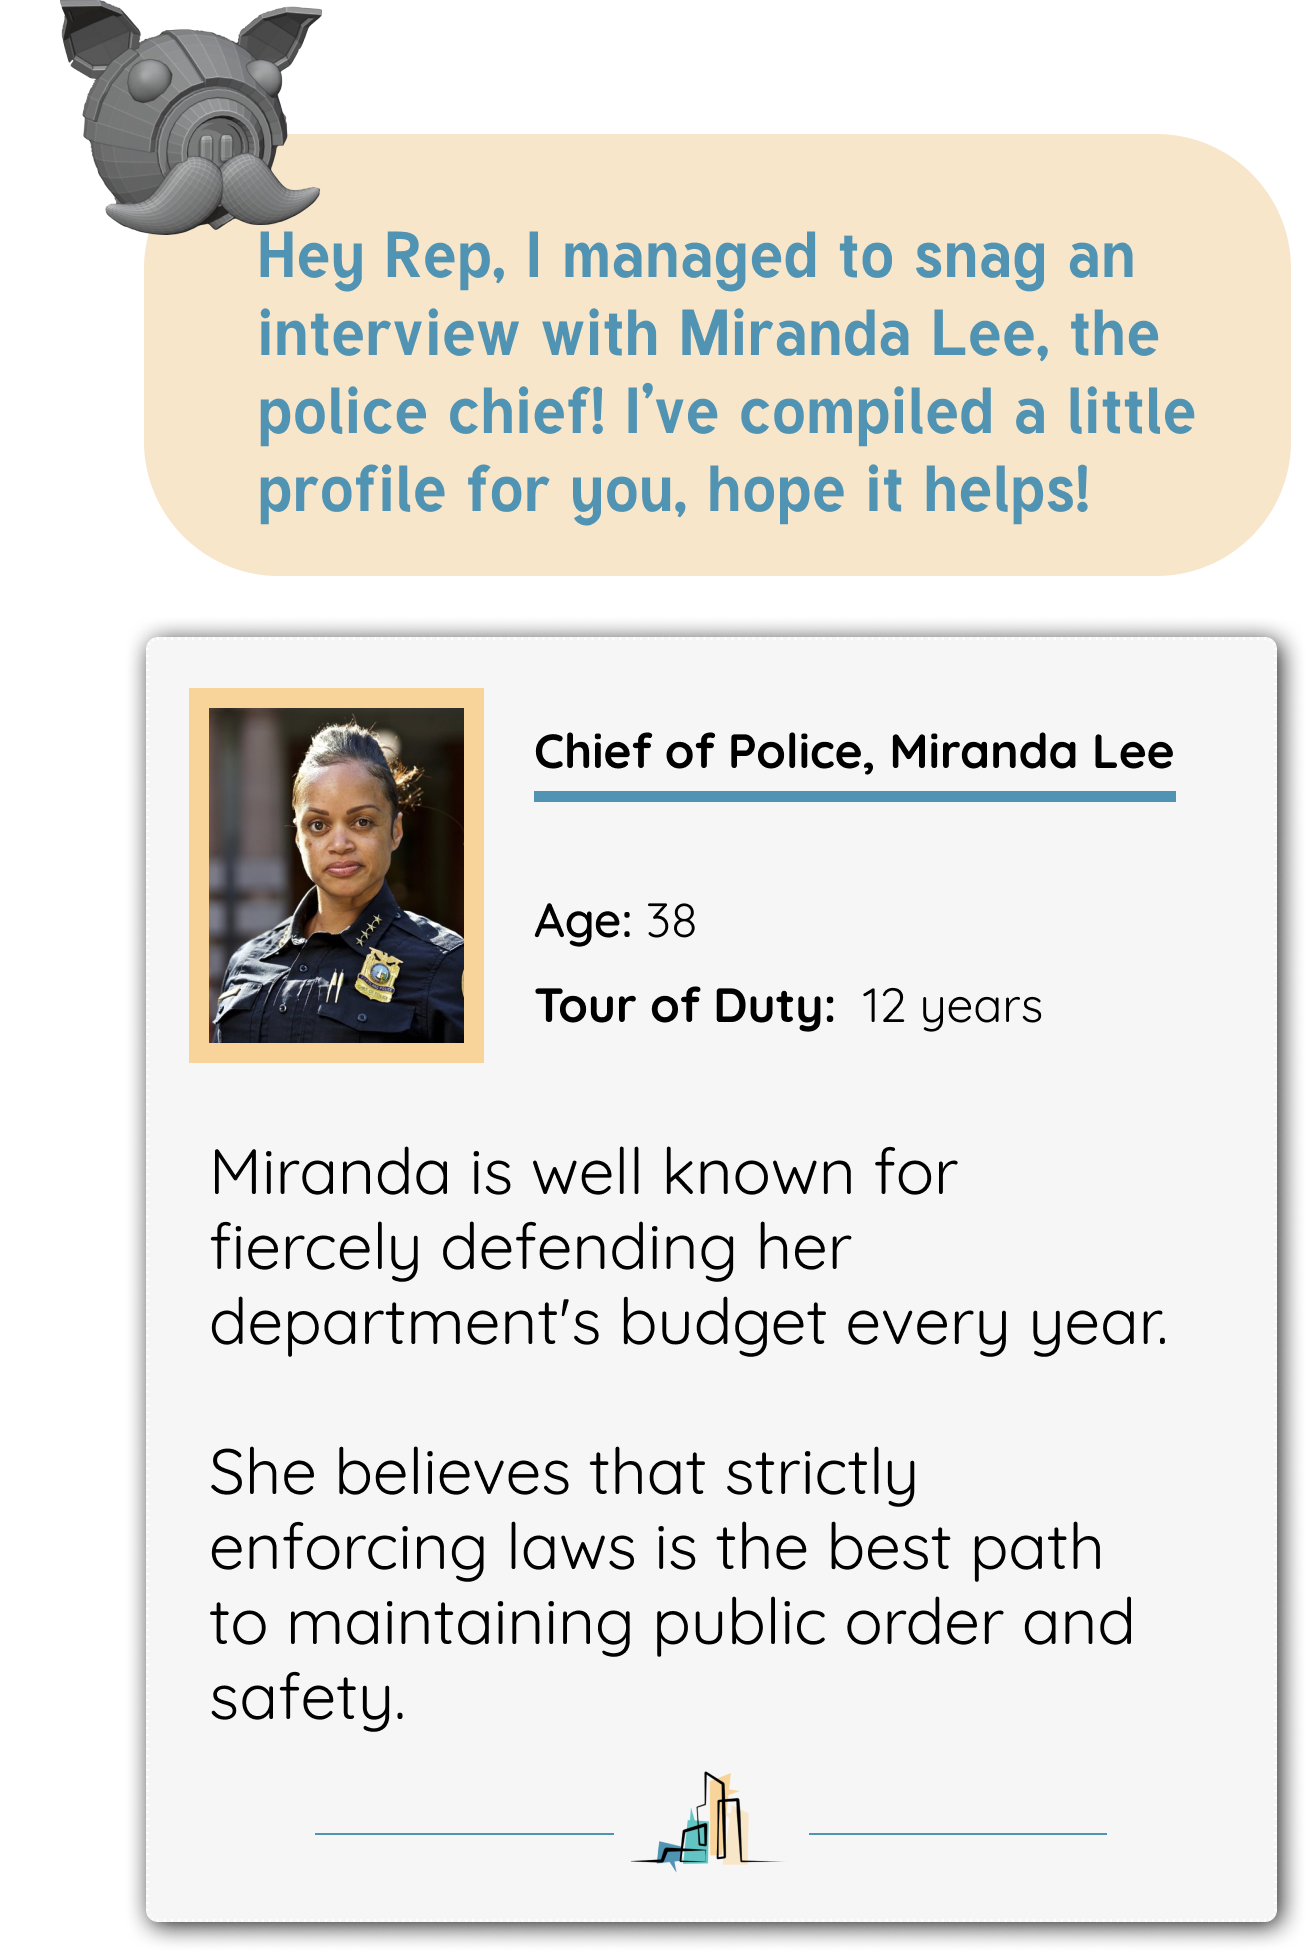 Hey Rep, I managed to snag an
interview with Miranda Lee, the
police chief! I’ve compiled a little
profile for you, hope it helps!
Chief of Police, Miranda Lee
Age: 38
Tour of Duty: 12 years
Miranda is well known for
fiercely defending her
department's budget every year.
She believes that strictly
enforcing laws is the best path
to maintaining public order and
safety.